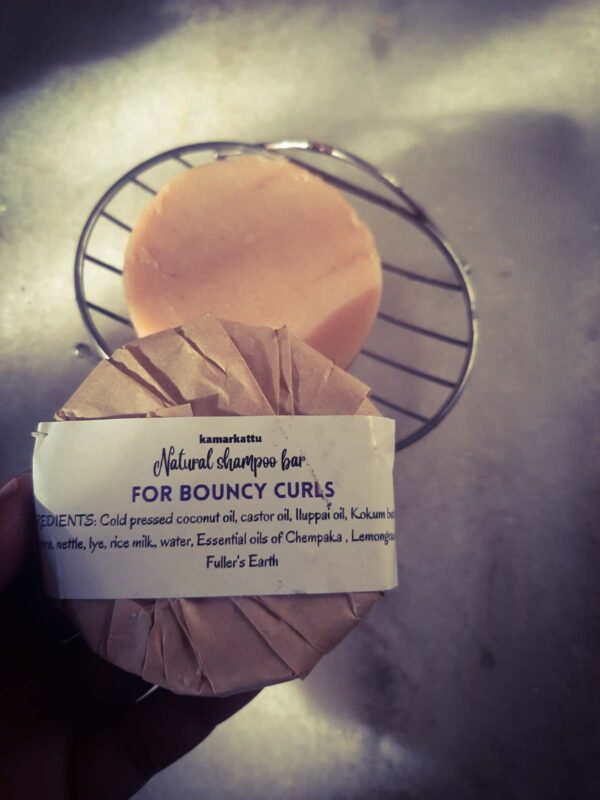 kamarkattu
Natural shampoo bar
FOR BOUNCY CURLS
EDIENTS: Cold pressed coconut oil, castor oil, Iluppai oil, Kokum
nettle, lye, rice milk, water, Essential oils of Chempaka , Lemongra
Fuller's Earth